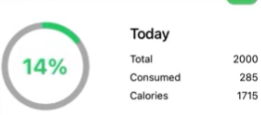 14%
Today
Total 2000
Consumed 285
Calories 1715